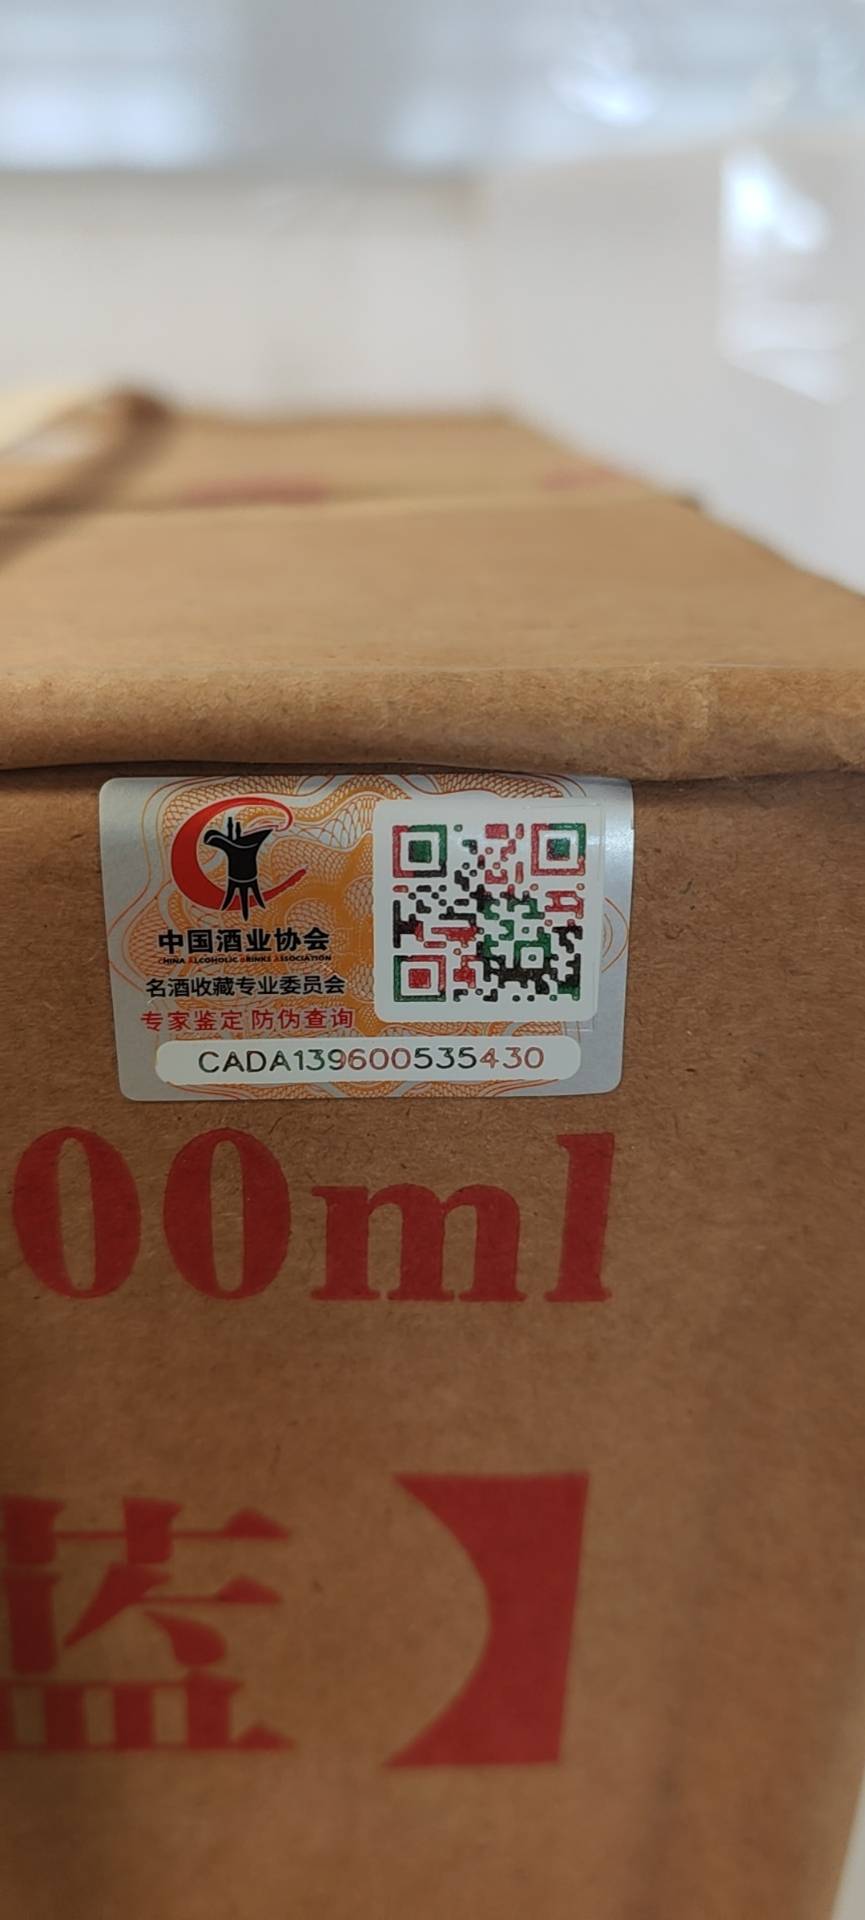 中国酒业协会
CHINA ALCOHOLIC DRINKS ASSOCIATION
名酒收藏专业委员会
专家鉴定 防伪查询
CADA139600535430
00ml
蓝】